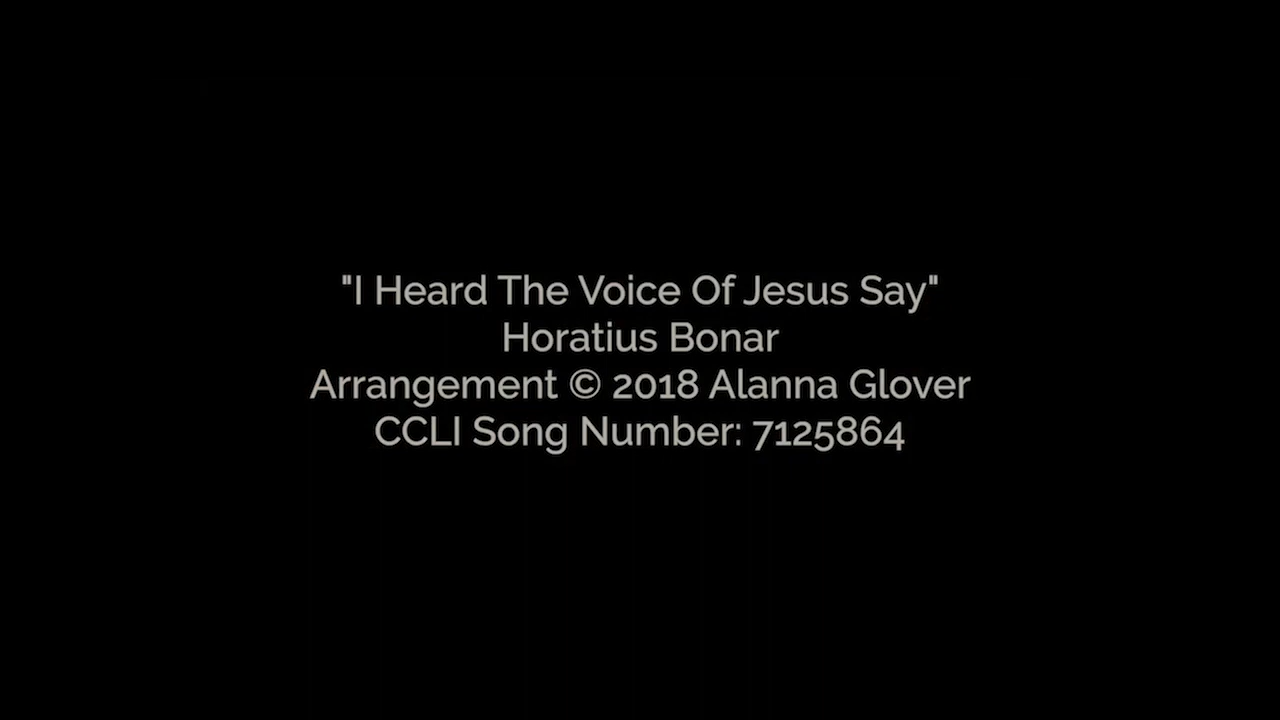 "I Heard The Voice Of Jesus Say"
Horatius Bonar
Arrangement © 2018 Alanna Glover
CCLI Song Number: 7125864